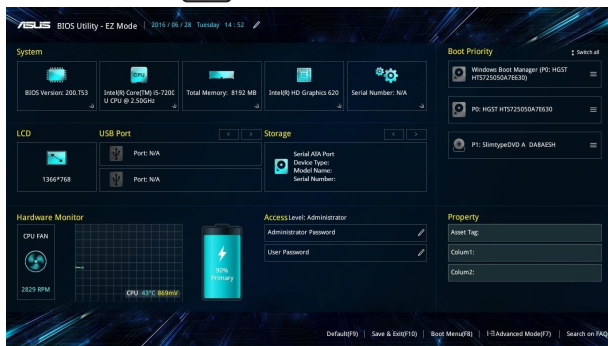 ASUS BIOS Utility - EZ Mode 2016 / 06 / 28 Tuesday 14 : 52
System
BIOS Version: 200.T53
CPU
Intel(R) Core(TM) i5-7200
U CPU @ 2.50GHz
Total Memory: 8192 MB
Intel(R) HD Graphics 620
Serial Number: N/A
Boot Priority
Switch all
Windows Boot Manager (P0: HGST
HTS725050A7E630)
P0: HGST HTS725050A7E630
P1: SlimtypeDVD A DA8AESH
LCD
1366*768
USB Port
Port: N/A
Port: N/A
Storage
Serial ATA Port
Device Type:
Model Name:
Serial Number:
Hardware Monitor
CPU FAN
2829 RPM
CPU 43°C 869mV
90%
Primary
Access Level: Administrator
Administrator Password
User Password
Property
Asset Tag:
Colum1:
Colum2:
Default(F9) Save & Exit(F10) Boot Menu(F8) Advanced Mode(F7) Search on FAQ